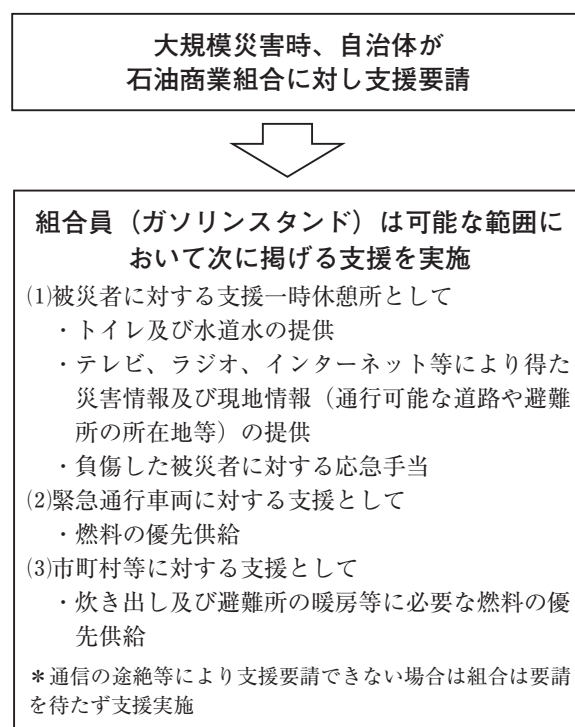 大規模災害時、自治体が
石油商業組合に対し支援要請
組合員（ガソリンスタンド）は可能な範囲に
おいて次に掲げる支援を実施
⑴被災者に対する支援一時休憩所として
・トイレ及び水道水の提供
・テレビ、ラジオ、インターネット等により得た
災害情報及び現地情報（通行可能な道路や避難
所の所在地等）の提供
・負傷した被災者に対する応急手当
⑵緊急通行車両に対する支援として
・燃料の優先供給
⑶市町村等に対する支援として
・炊き出し及び避難所の暖房等に必要な燃料の優
先供給
＊通信の途絶等により支援要請できない場合は組合は要請
を待たず支援実施